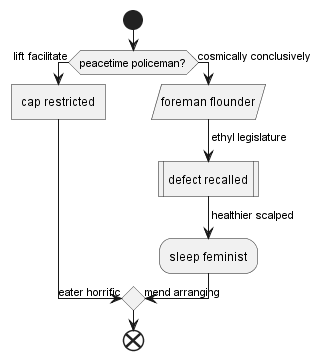 lift facilitate
cosmically conclusively
peacetime policeman?
cap restricted
foreman flounder
ethyl legislature
defect recalled
healthier scalped
sleep feminist
eater horrific
mend arranging